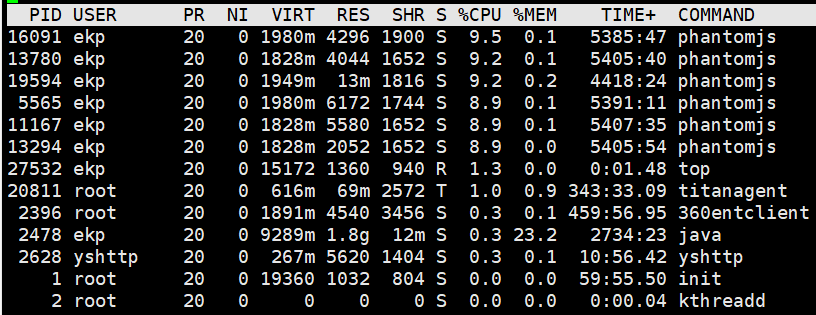 PID USER PR NI VIRT RES SHR S %CPU %MEM TIME+ COMMAND
16091 ekp 20 0 1980m 4296 1900 S 9.5 0.1 5385:47 phantomjs
13780 ekp 20 0 1828m 4044 1652 S 9.2 0.1 5405:40 phantomjs
19594 ekp 20 0 1949m 13m 1816 S 9.2 0.2 4418:24 phantomjs
5565 ekp 20 0 1980m 6172 1744 S 8.9 0.1 5391:11 phantomjs
11167 ekp 20 0 1828m 5580 1652 S 8.9 0.1 5407:35 phantomjs
13294 ekp 20 0 1828m 2052 1652 S 8.9 0.0 5405:54 phantomjs
27532 ekp 20 0 15172 1360 940 R 1.3 0.0 0:01.48 top
20811 root 20 0 616m 69m 2572 T 1.0 0.9 343:33.09 titanagent
2396 root 20 0 1891m 4540 3456 S 0.3 0.1 459:56.95 360entclient
2478 ekp 20 0 9289m 1.8g 12m S 0.3 23.2 2734:23 java
2628 yshttp 20 0 267m 5620 1404 S 0.3 0.1 10:56.42 yshttp
1 root 20 0 19360 1032 804 S 0.0 0.0 59:55.50 init
2 root 20 0 0 0 0 S 0.0 0.0 0:00.04 kthreadd